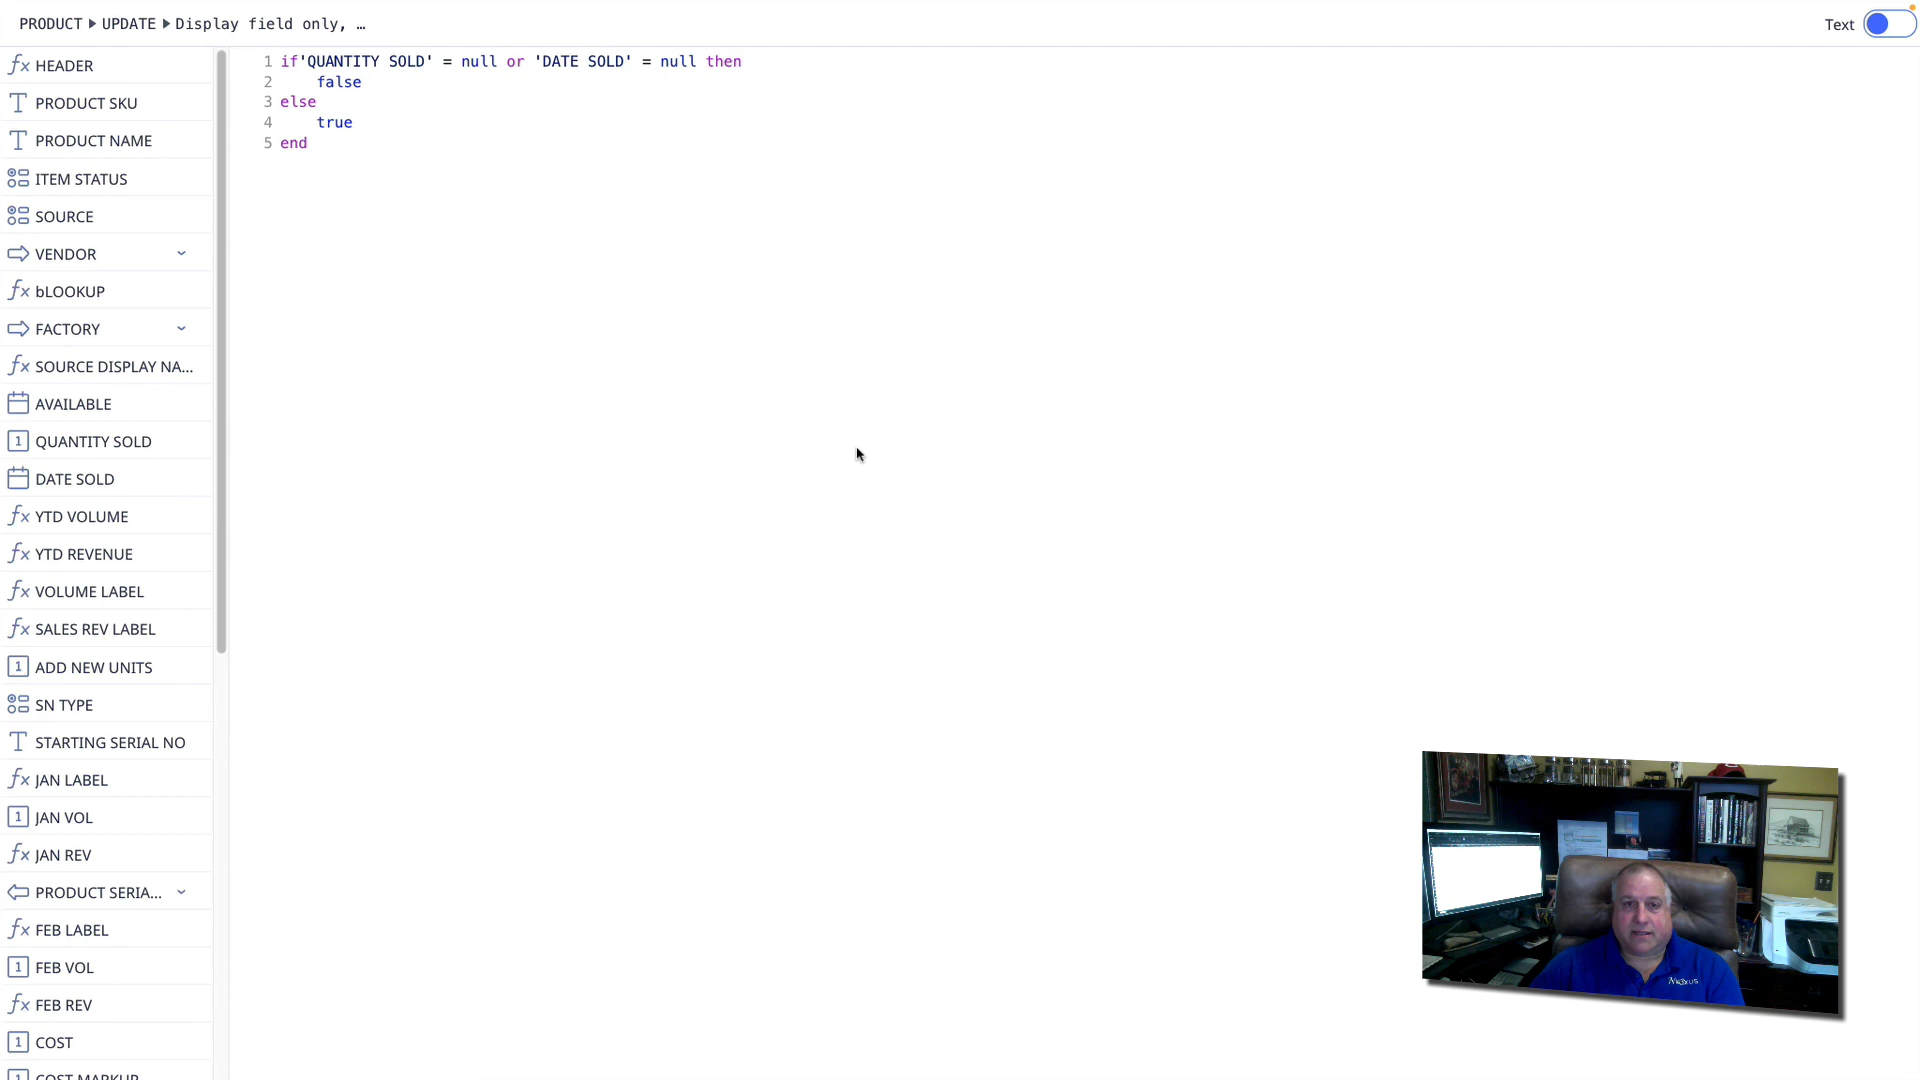 PRODUCT ▶ UPDATE ▶ Display field only, …
Text
HEADER
PRODUCT SKU
PRODUCT NAME
ITEM STATUS
SOURCE
VENDOR
bLOOKUP
FACTORY
SOURCE DISPLAY NA...
AVAILABLE
QUANTITY SOLD
DATE SOLD
YTD VOLUME
YTD REVENUE
VOLUME LABEL
SALES REV LABEL
ADD NEW UNITS
SN TYPE
STARTING SERIAL NO
JAN LABEL
JAN VOL
JAN REV
PRODUCT SERIA...
FEB LABEL
FEB VOL
FEB REV
COST
COST MARKUP
1 if'QUANTITY SOLD' = null or 'DATE SOLD' = null then
2     false
3 else
4     true
5 end